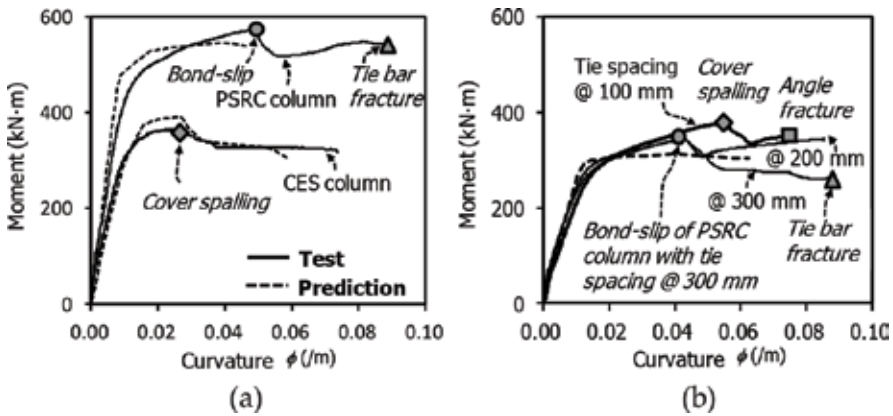 600
400
200
0
Moment (kN·m)
Bond-slip
PSRC column
Tie bar
fracture
CES column
Cover spalling
Test
Prediction
0.00 0.02 0.04 0.06 0.08 0.10
Curvature ϕ (/m)
(a)
600
400
200
0
Moment (kN·m)
Tie spacing
@ 100 mm
Cover
spalling
Angle
fracture
@ 200 mm
@ 300 mm
Bond-slip of PSRC
column with tie
spacing @ 300 mm
Tie bar
fracture
0.00 0.02 0.04 0.06 0.08 0.10
Curvature ϕ (/m)
(b)